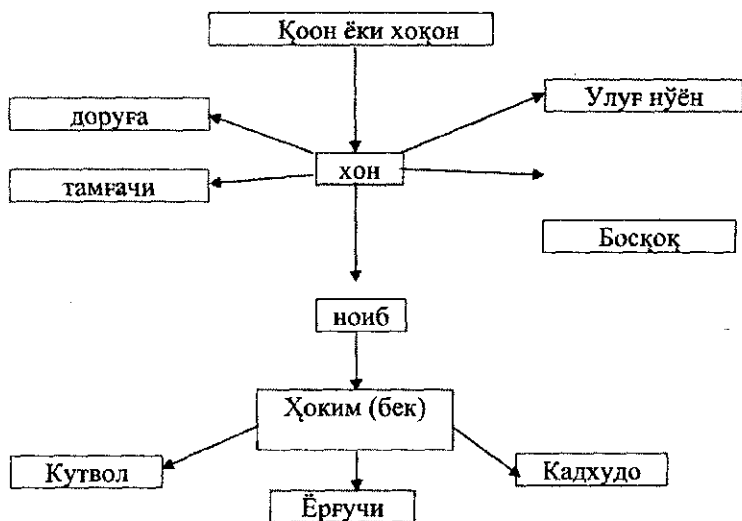 Қоон ёки хоқон
Улуғ нўён
доруға
хон
тамғачи
Босқоқ
ноиб
Ҳоким (бек)
Кутвол
Кадхудо
Ёрғучи